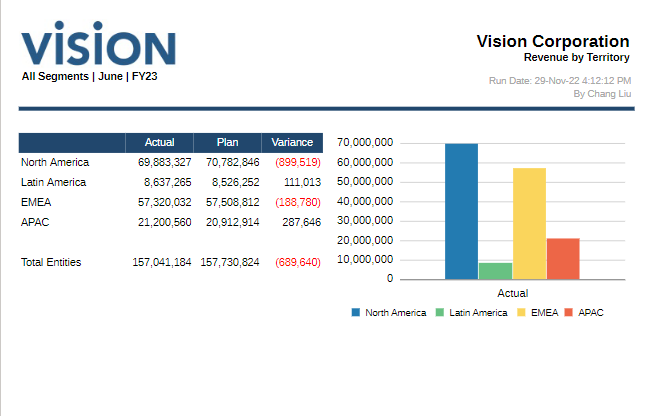 vision
All Segments | June | FY23
Vision Corporation
Revenue by Territory
Run Date: 29-Nov-22 4:12:12 PM
By Chang Liu
Actual Plan Variance
North America 69,883,327 70,782,846 (899,519)
Latin America 8,637,265 8,526,252 111,013
EMEA 57,320,032 57,508,812 (188,780)
APAC 21,200,560 20,912,914 287,646
Total Entities 157,041,184 157,730,824 (689,640)
70,000,000
60,000,000
50,000,000
40,000,000
30,000,000
20,000,000
10,000,000
0
Actual
North America Latin America EMEA APAC